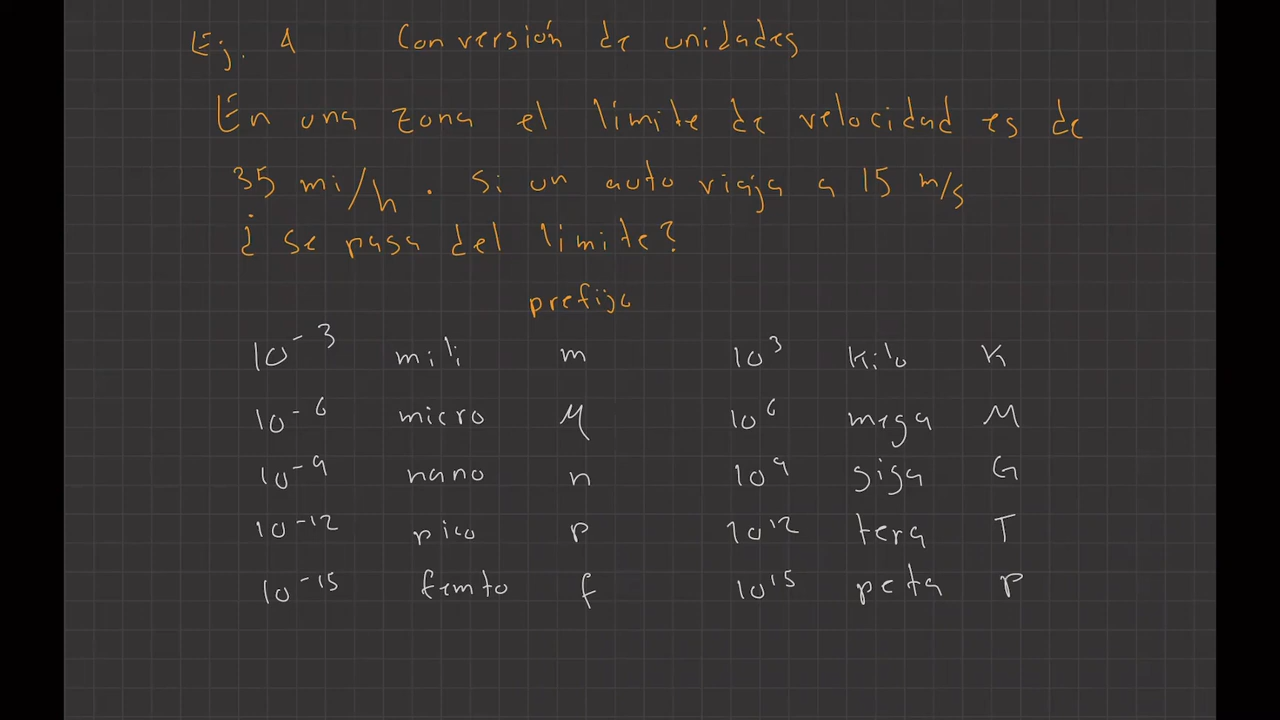 Ej. 1 Conversión de unidades
En una zona el límite de velocidad es de
35 mi/h. Si un auto viaja a 15 m/s
¿se pasa del límite?
prefijo
10⁻³ mili m 10³ kilo K
10⁻⁶ micro μ 10⁶ mega M
10⁻⁹ nano n 10⁹ giga G
10⁻¹² pico p 10¹² tera T
10⁻¹⁵ femto f 10¹⁵ peta P